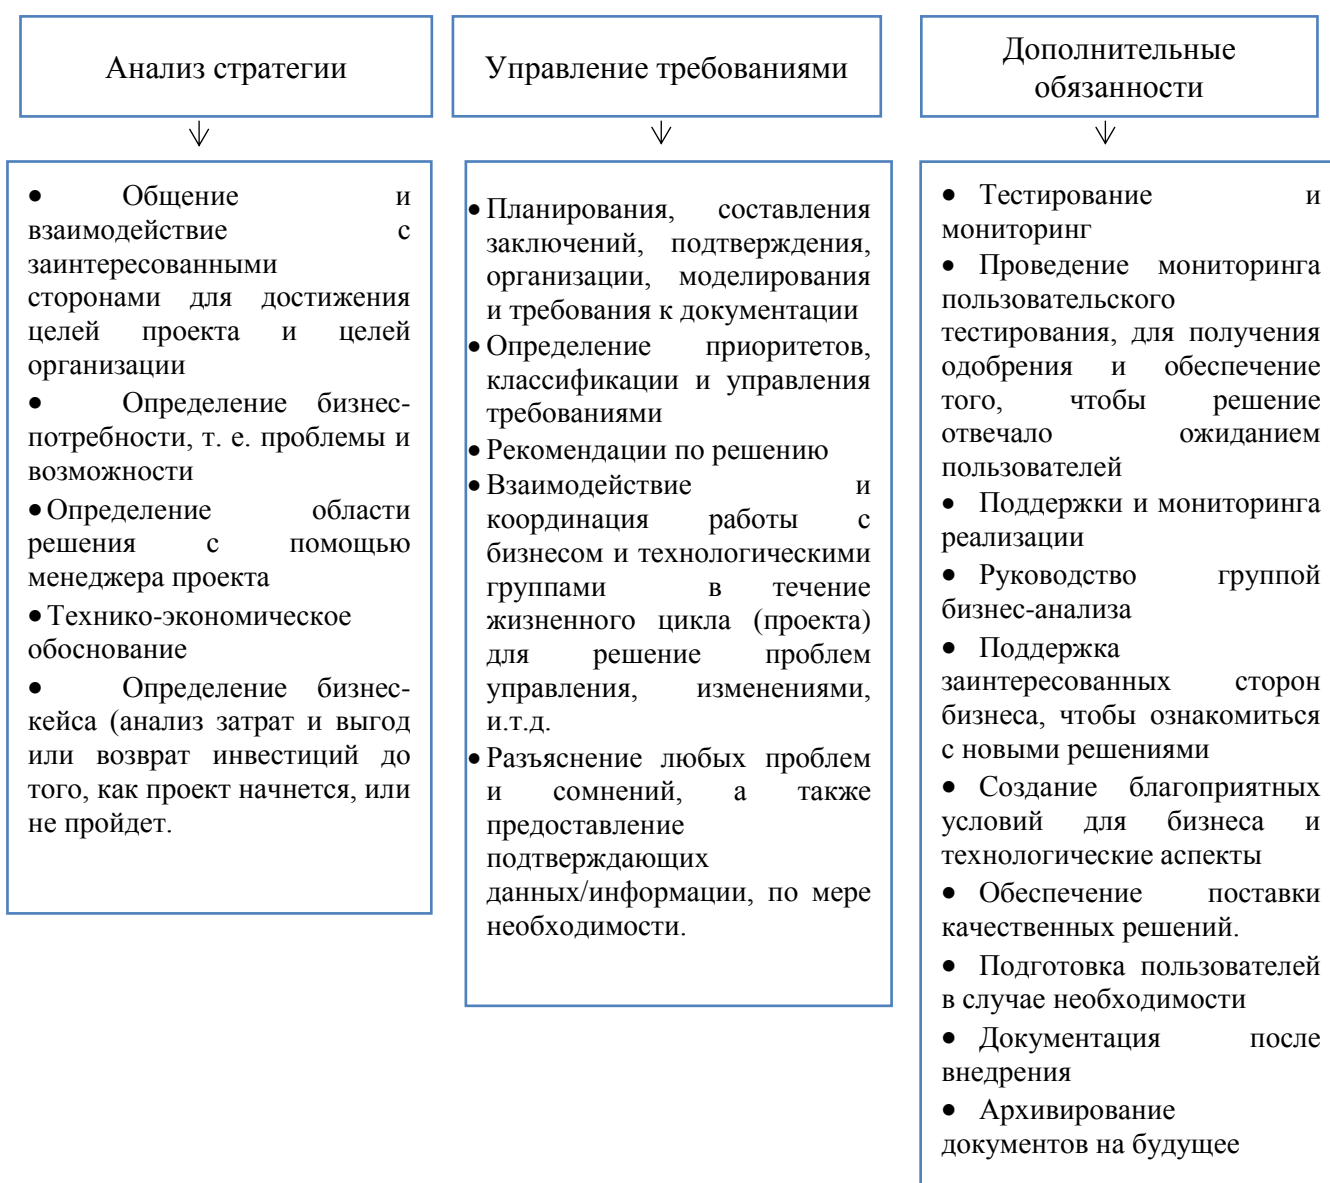 Анализ стратегии
Управление требованиями
Дополнительные
обязанности
• Общение и
взаимодействие с
заинтересованными
сторонами для достижения
целей проекта и целей
организации
• Определение бизнес-
потребности, т. е. проблемы и
возможности
• Определение области
решения с помощью
менеджера проекта
• Технико-экономическое
обоснование
• Определение бизнес-
кейса (анализ затрат и выгод
или возврат инвестиций до
того, как проект начнется, или
не пройдет.
• Планирования, составления
заключений, подтверждения,
организации, моделирования
и требования к документации
• Определение приоритетов,
классификации и управления
требованиями
• Рекомендации по решению
• Взаимодействие и
координация работы с
бизнесом и технологическими
группами в течение
жизненного цикла (проекта)
для решение проблем
управления, изменениями,
и.т.д.
• Разъяснение любых проблем
и сомнений, а также
предоставление
подтверждающих
данных/информации, по мере
необходимости.
• Тестирование и
мониторинг
• Проведение мониторинга
пользовательского
тестирования, для получения
одобрения и обеспечение
того, чтобы решение
отвечало ожиданием
пользователей
• Поддержки и мониторинга
реализации
• Руководство группой
бизнес-анализа
• Поддержка
заинтересованных сторон
бизнеса, чтобы ознакомиться
с новыми решениями
• Создание благоприятных
условий для бизнеса и
технологические аспекты
• Обеспечение поставки
качественных решений.
• Подготовка пользователей
в случае необходимости
• Документация после
внедрения
• Архивирование
документов на будущее